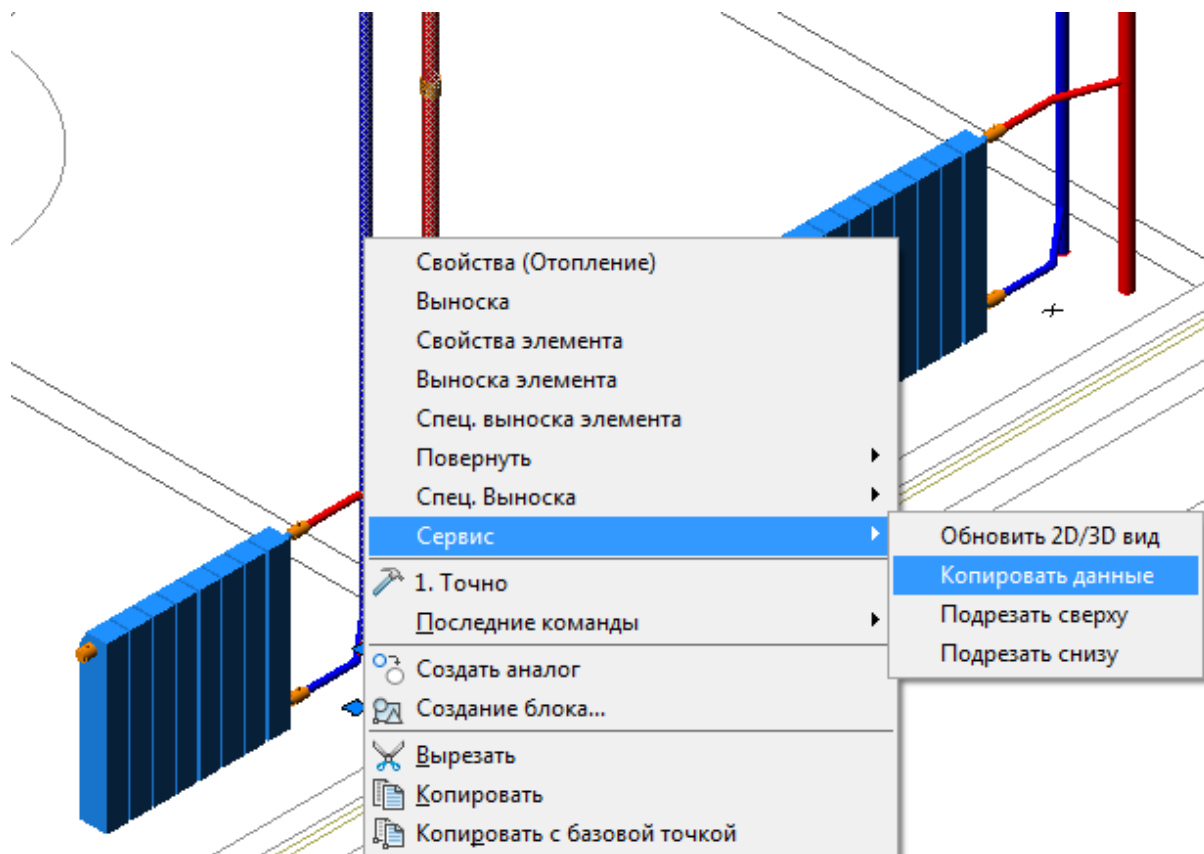 Свойства (Отопление)
Выноска
Свойства элемента
Выноска элемента
Спец. выноска элемента
Повернуть
Спец. Выноска
Сервис
Обновить 2D/3D вид
Копировать данные
Подрезать сверху
Подрезать снизу
1. Точно
Последние команды
Создать аналог
Создание блока...
Вырезать
Копировать
Копировать с базовой точкой